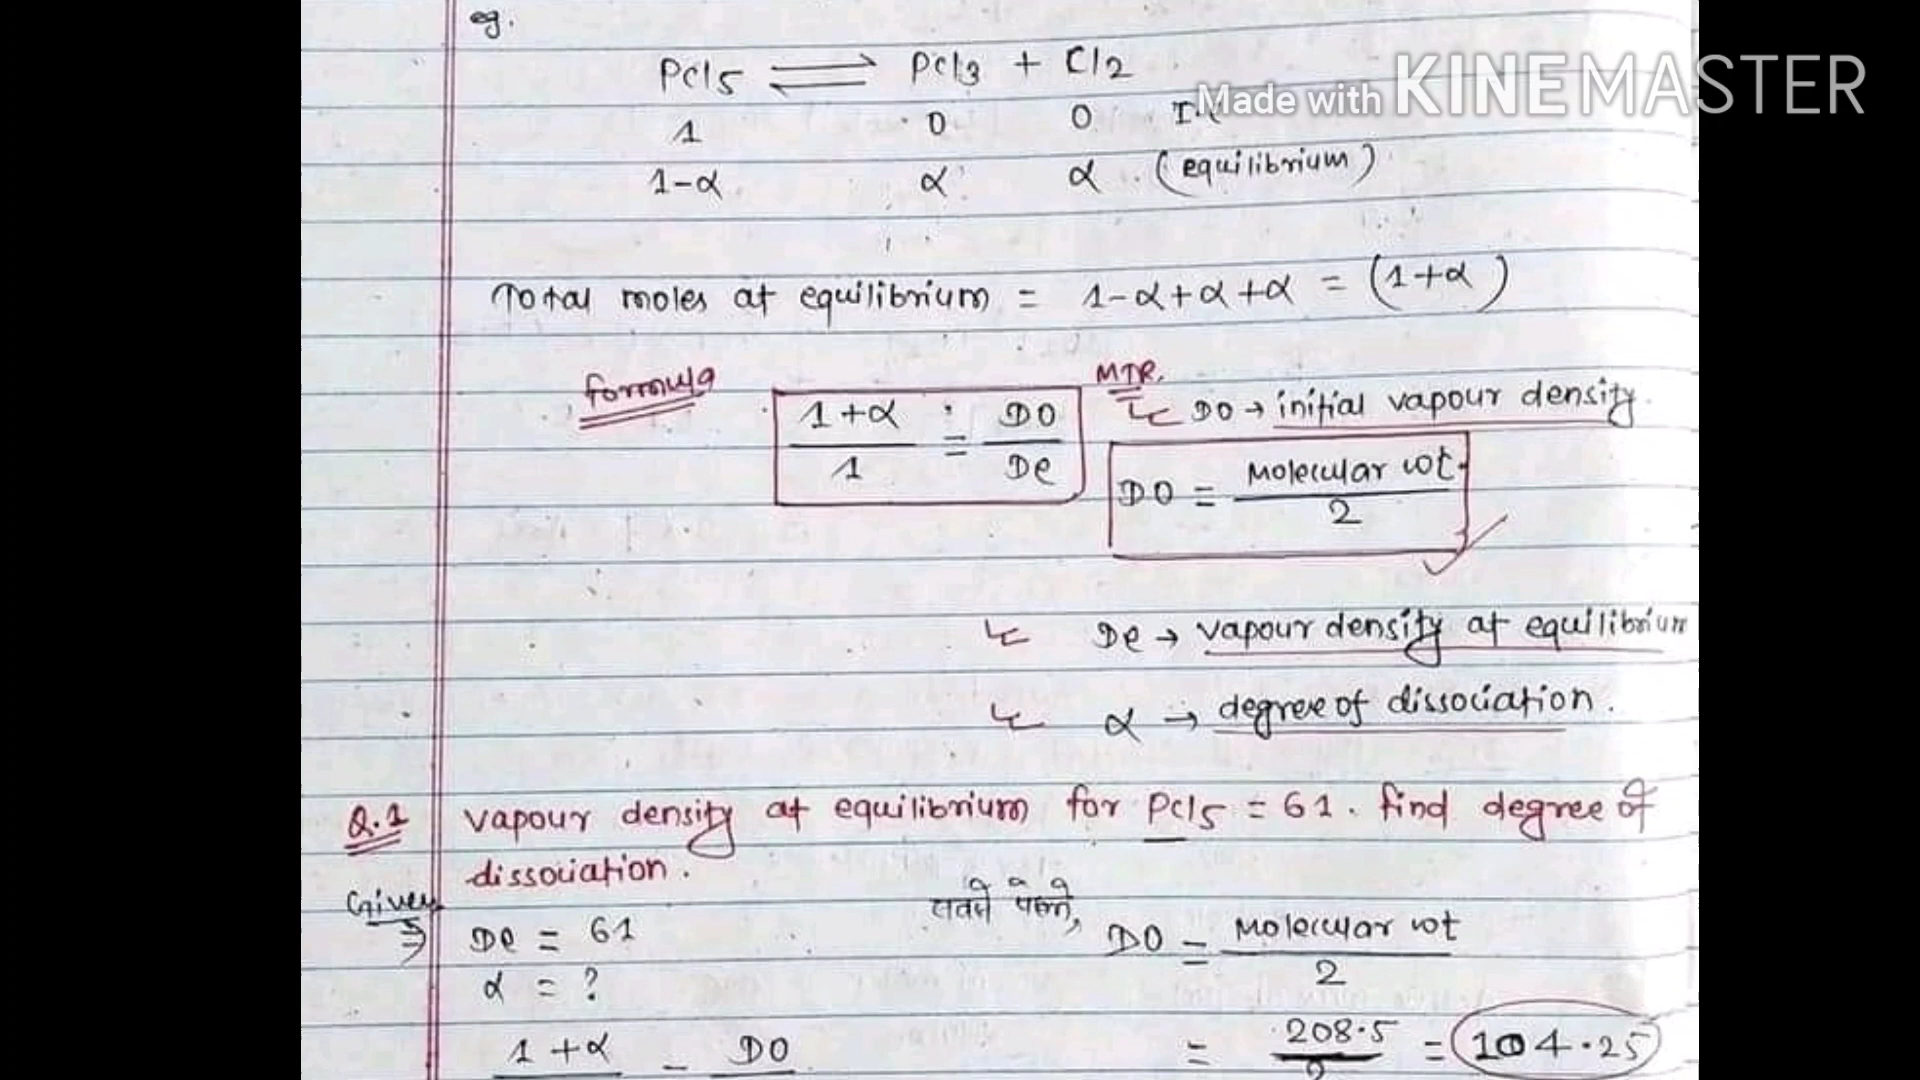 eg.
Pcl5 ⇌ Pcl3 + Cl2
Made with KINEMASTER
1 0 0
1-α α α (equilibrium)
Total moles at equilibrium = 1-α+α+α = (1+α)
formula
MTR.
1+α / 1 = D0 / De
D0 → initial vapour density.
D0 = Molecular wt. / 2
De → vapour density at equilibrium
α → degree of dissociation.
Q.1 vapour density at equilibrium for Pcl5 = 61. find degree of
dissociation.
Given
⇒ De = 61
α = ?
सबसे पहले,
D0 = Molecular wt / 2
1+α = D0
= 208.5 / 2 = 104.25